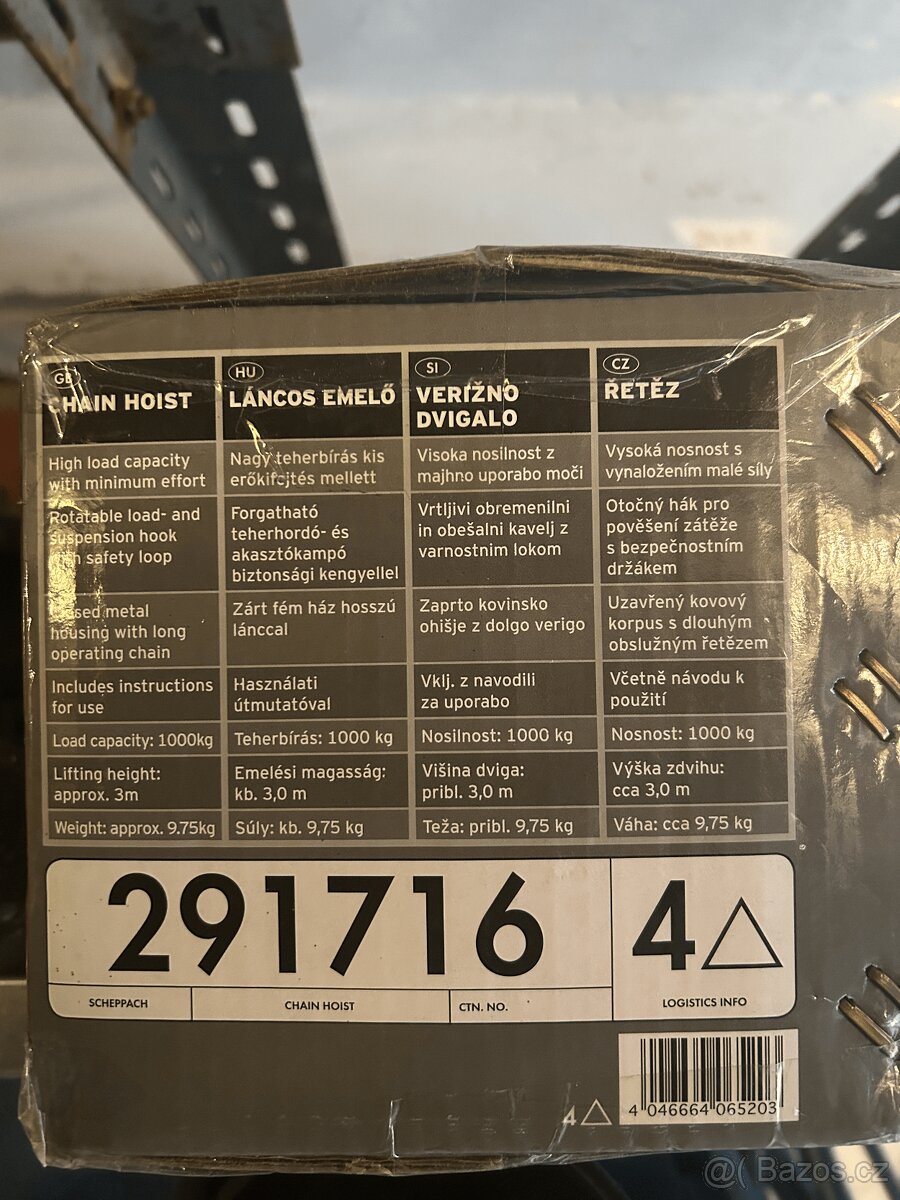 GB
CHAIN HOIST
High load capacity
with minimum effort
Rotatable load- and
suspension hook
with safety loop
metal
housing with long
operating chain
Includes instructions
for use
Load capacity: 1000kg
Lifting height:
approx. 3m
Weight: approx. 9.75kg
HU
LÁNCOS EMELŐ
Nagy teherbírás kis
erőkifejtés mellett
Forgatható
teherhordó- és
akasztókampó
biztonsági kengyellel
Zárt fém ház hosszú
lánccal
Használati
útmutatóval
Teherbírás: 1000 kg
Emelési magasság:
kb. 3,0 m
Súly: kb. 9,75 kg
SI
VERIŽNO
DVIGALO
Visoka nosilnost z
majhno uporabo moči
Vrtljivi obremenilni
in obešalni kavelj z
varnostnim lokom
Zaprto kovinsko
ohišje z dolgo verigo
Vklj. z navodili
za uporabo
Nosilnost: 1000 kg
Višina dviga:
pribl. 3,0 m
Teža: pribl. 9,75 kg
CZ
ŘETĚZ
Vysoká nosnost s
vynaložením malé síly
Otočný hák pro
pověšení zátěže
s bezpečnostním
držákem
Uzavřený kovový
korpus s dlouhým
obslužným řetězem
Včetně návodu k
použití
Nosnost: 1000 kg
Výška zdvihu:
cca 3,0 m
Váha: cca 9,75 kg
291716
4
SCHEPPACH
CHAIN HOIST
CTN. NO.
LOGISTICS INFO
4
4 046664 065203
@( Bazos.cz